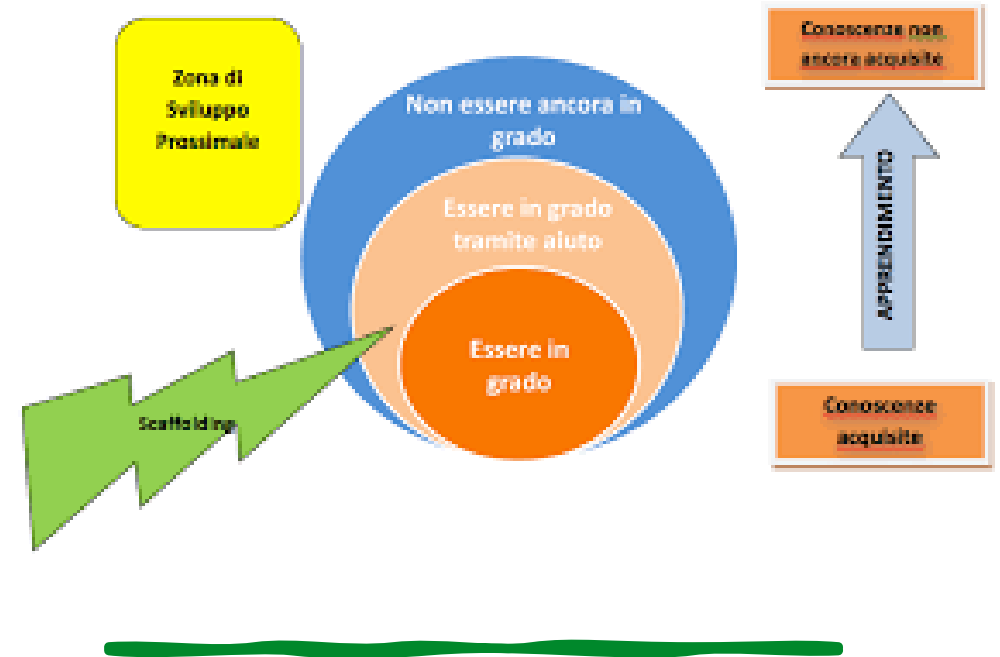 Zona di
Sviluppo
Prossimale
Non essere ancora in
grado
Essere in grado
tramite aiuto
Essere in
grado
Scaffolding
Conoscenze non
ancora acquisite
APPRENDIMENTO
Conoscenze
acquisite